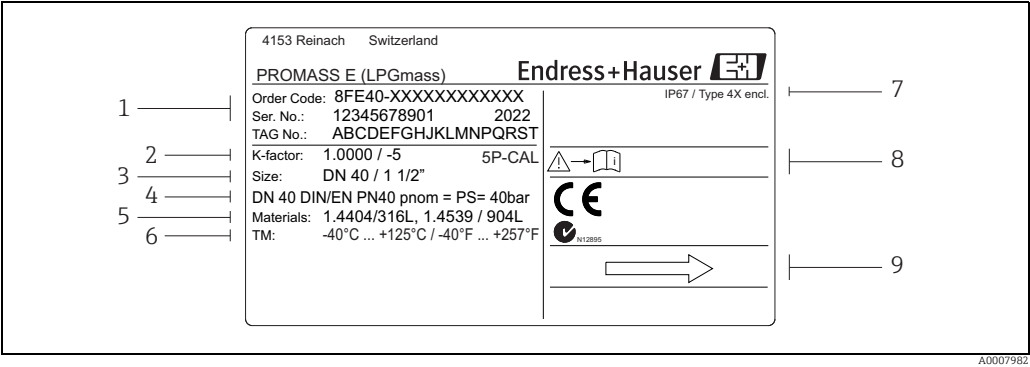 4153 Reinach Switzerland
PROMASS E (LPGmass)
Endress+Hauser
E+H
IP67 / Type 4X encl.
Order Code: 8FE40-XXXXXXXXXXXX
Ser. No.: 12345678901 2022
TAG No.: ABCDEFGHJKLMNPQRST
K-factor: 1.0000 / -5 5P-CAL
Size: DN 40 / 1 1/2”
DN 40 DIN/EN PN40 pnom = PS= 40bar
Materials: 1.4404/316L, 1.4539 / 904L
TM: -40°C ... +125°C / -40°F ... +257°F
i
CE
N12895
1
2
3
4
5
6
7
8
9
A0007982